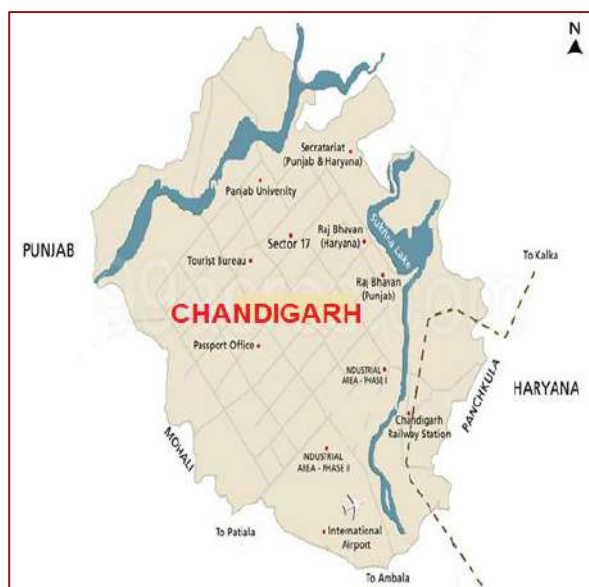 N
Secratariat
(Punjab & Haryana)
Panjab University
PUNJAB
Sector 17
Raj Bhavan
(Haryana)
Sukhna Lake
Tourist Bureau
To Kalka
Raj Bhavan
(Punjab)
CHANDIGARH
Passport Office
NDUSTRIAL
AREA - PHASE I
PANCHKULA
HARYANA
Chandigarh
Railway Station
MOHALI
INDUSTRIAL
AREA - PHASE II
To Patiala
International
Airport
To Ambala